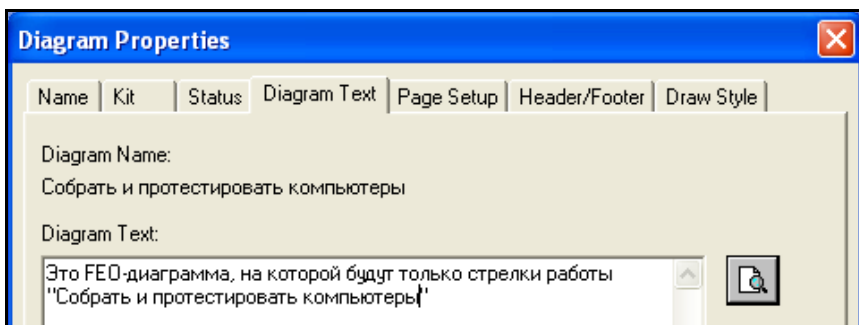 Diagram Properties
Name Kit Status Diagram Text Page Setup Header/Footer Draw Style
Diagram Name:
Собрать и протестировать компьютеры
Diagram Text:
Это FEO-диаграмма, на которой будут только стрелки работы
"Собрать и протестировать компьютеры"